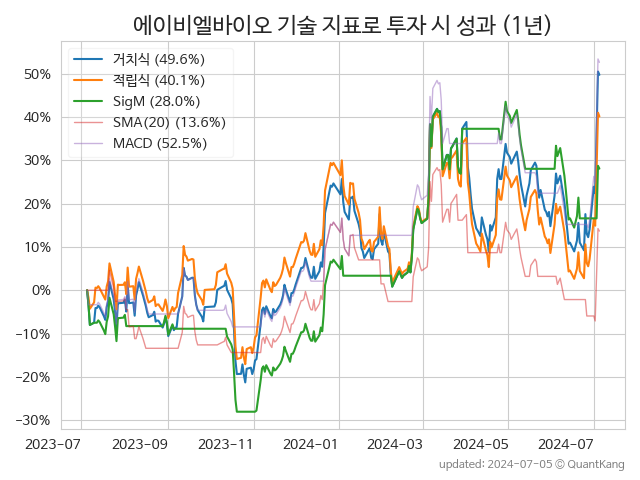 에이비엘바이오 기술 지표로 투자 시 성과 (1년)
거치식 (49.6%)
적립식 (40.1%)
SigM (28.0%)
SMA(20) (13.6%)
MACD (52.5%)
50%
40%
30%
20%
10%
0%
−10%
−20%
−30%
2023-07 2023-09 2023-11 2024-01 2024-03 2024-05 2024-07
updated: 2024-07-05 © QuantKang